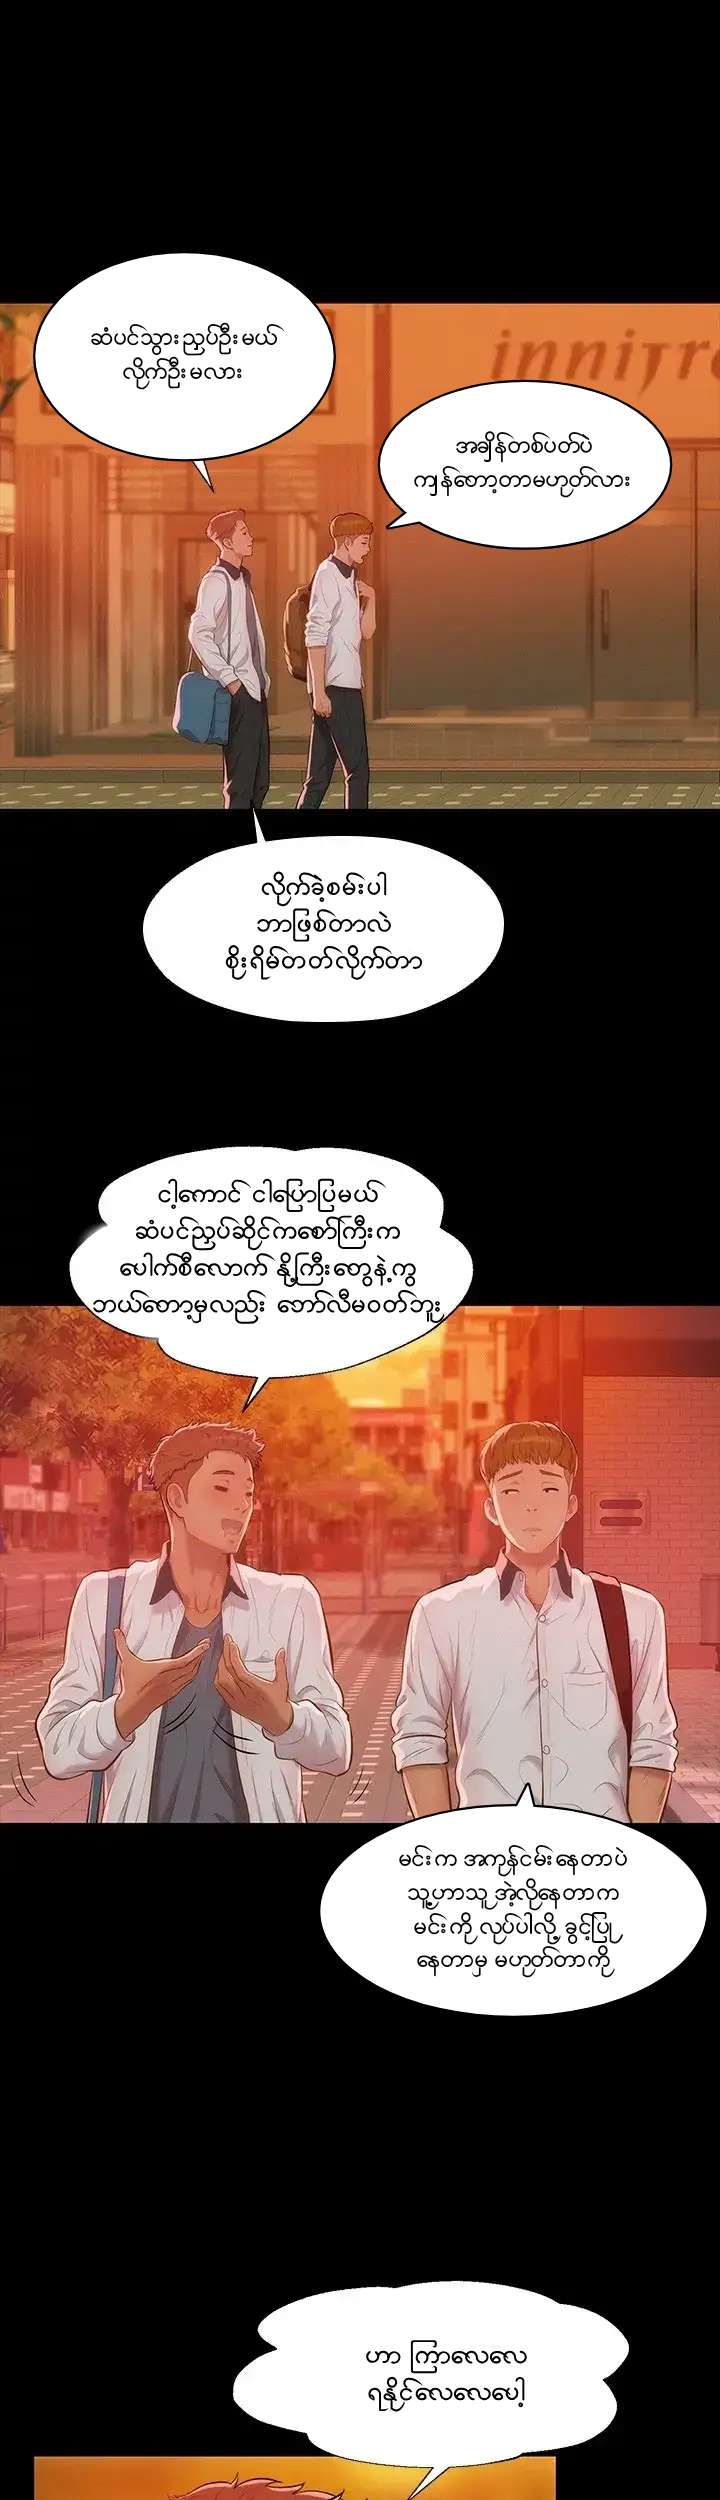 ဆံပင်သွားညှပ်ဦးမယ်
လိုက်ဦးမလား
innisfre
အချိန်တစ်ပတ်ပဲ
ကျန်တော့တာမဟုတ်လား
လိုက်ခဲ့စမ်းပါ
ဘာဖြစ်တာလဲ
စိုးရိမ်တတ်လိုက်တာ
ငါ့ကောင် ငါပြောပြမယ်
ဆံပင်ညှပ်ဆိုင်ကစော်ကြီးက
ပေါက်စီလောက် နို့ကြီးတွေနဲ့ကွ
ဘယ်တော့မှလည်း ဘော်လီမဝတ်ဘူး
မင်းက အကုန်ငမ်းနေတာပဲ
သူ့ဟာသူ အဲ့လိုနေတာက
မင်းကို လုပ်ပါလို့ ခွင့်ပြု
နေတာမှ မဟုတ်တာကို
ဟာ ကြာလေလေ
ရနိုင်လေလေပေါ့